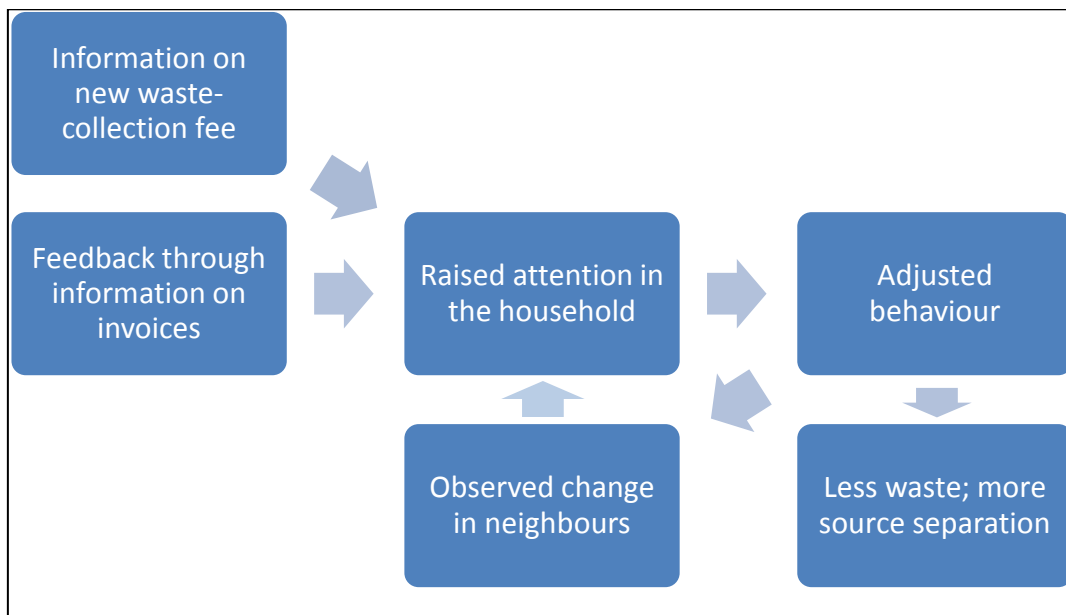 Information on
new waste-
collection fee
Feedback through
information on
invoices
Raised attention in
the household
Adjusted
behaviour
Observed change
in neighbours
Less waste; more
source separation